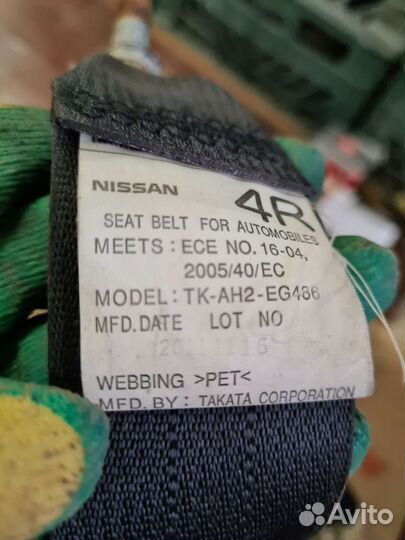 NISSAN 4R
SEAT BELT FOR AUTOMOBILES
MEETS: ECE NO. 16-04,
2005/40/EC
MODEL: TK-AH2-EG486
MFD.DATE LOT NO
WEBBING >PET<
MFD. BY: TAKATA CORPORATION
Avito